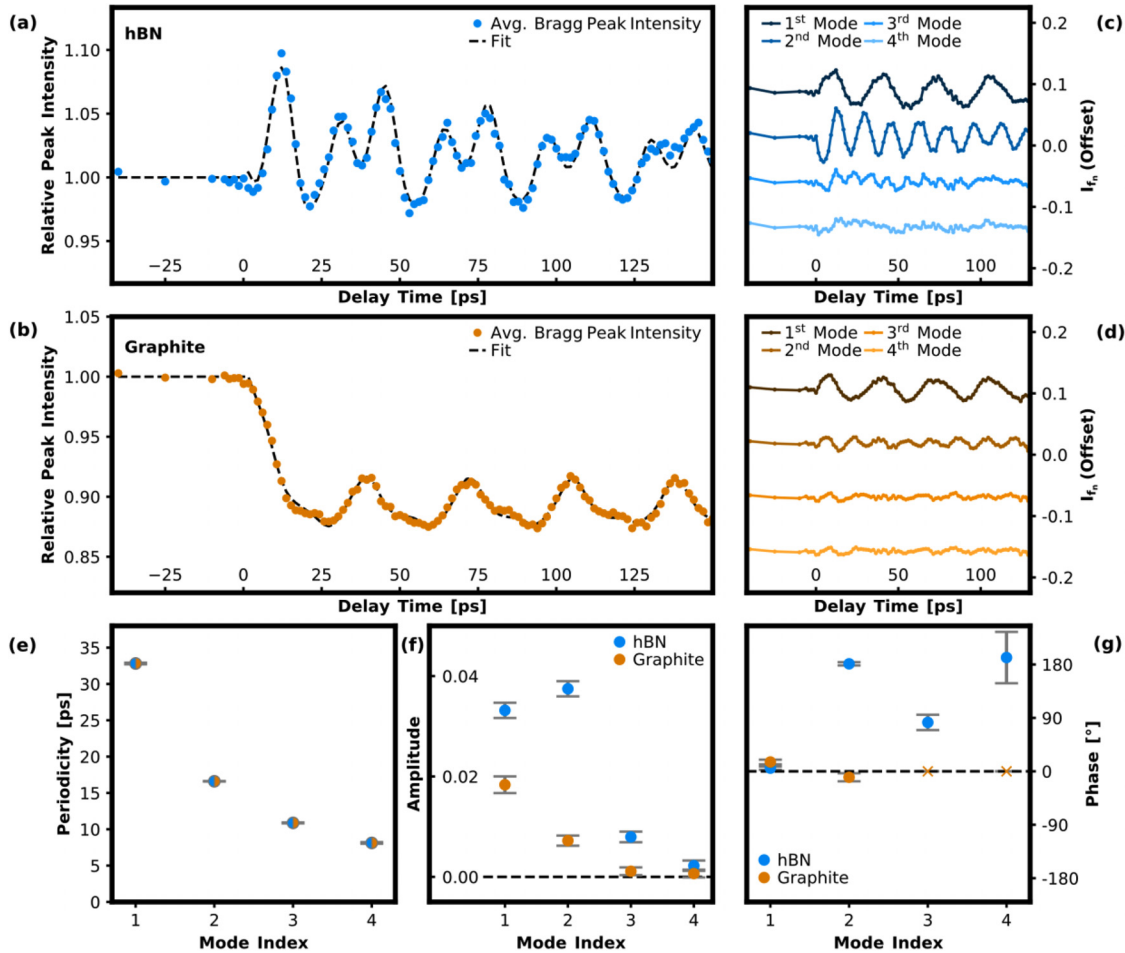 (a)
hBN
Avg. Bragg Peak Intensity
Fit
Relative Peak Intensity
1.10
1.05
1.00
0.95
−25 0 25 50 75 100 125
Delay Time [ps]
(c)
1st Mode 3rd Mode
2nd Mode 4th Mode
0.2
0.1
0.0
-0.1
-0.2
I_fn (Offset)
0 50 100
Delay Time [ps]
(b)
Graphite
Avg. Bragg Peak Intensity
Fit
Relative Peak Intensity
1.05
1.00
0.95
0.90
0.85
−25 0 25 50 75 100 125
Delay Time [ps]
(d)
1st Mode 3rd Mode
2nd Mode 4th Mode
0.2
0.1
0.0
-0.1
-0.2
I_fn (Offset)
0 50 100
Delay Time [ps]
(e)
Periodicity [ps]
35
30
25
20
15
10
5
0
1 2 3 4
Mode Index
(f)
hBN
Graphite
Amplitude
0.04
0.02
0.00
1 2 3 4
Mode Index
(g)
180
90
0
-90
-180
Phase [°]
hBN
Graphite
1 2 3 4
Mode Index